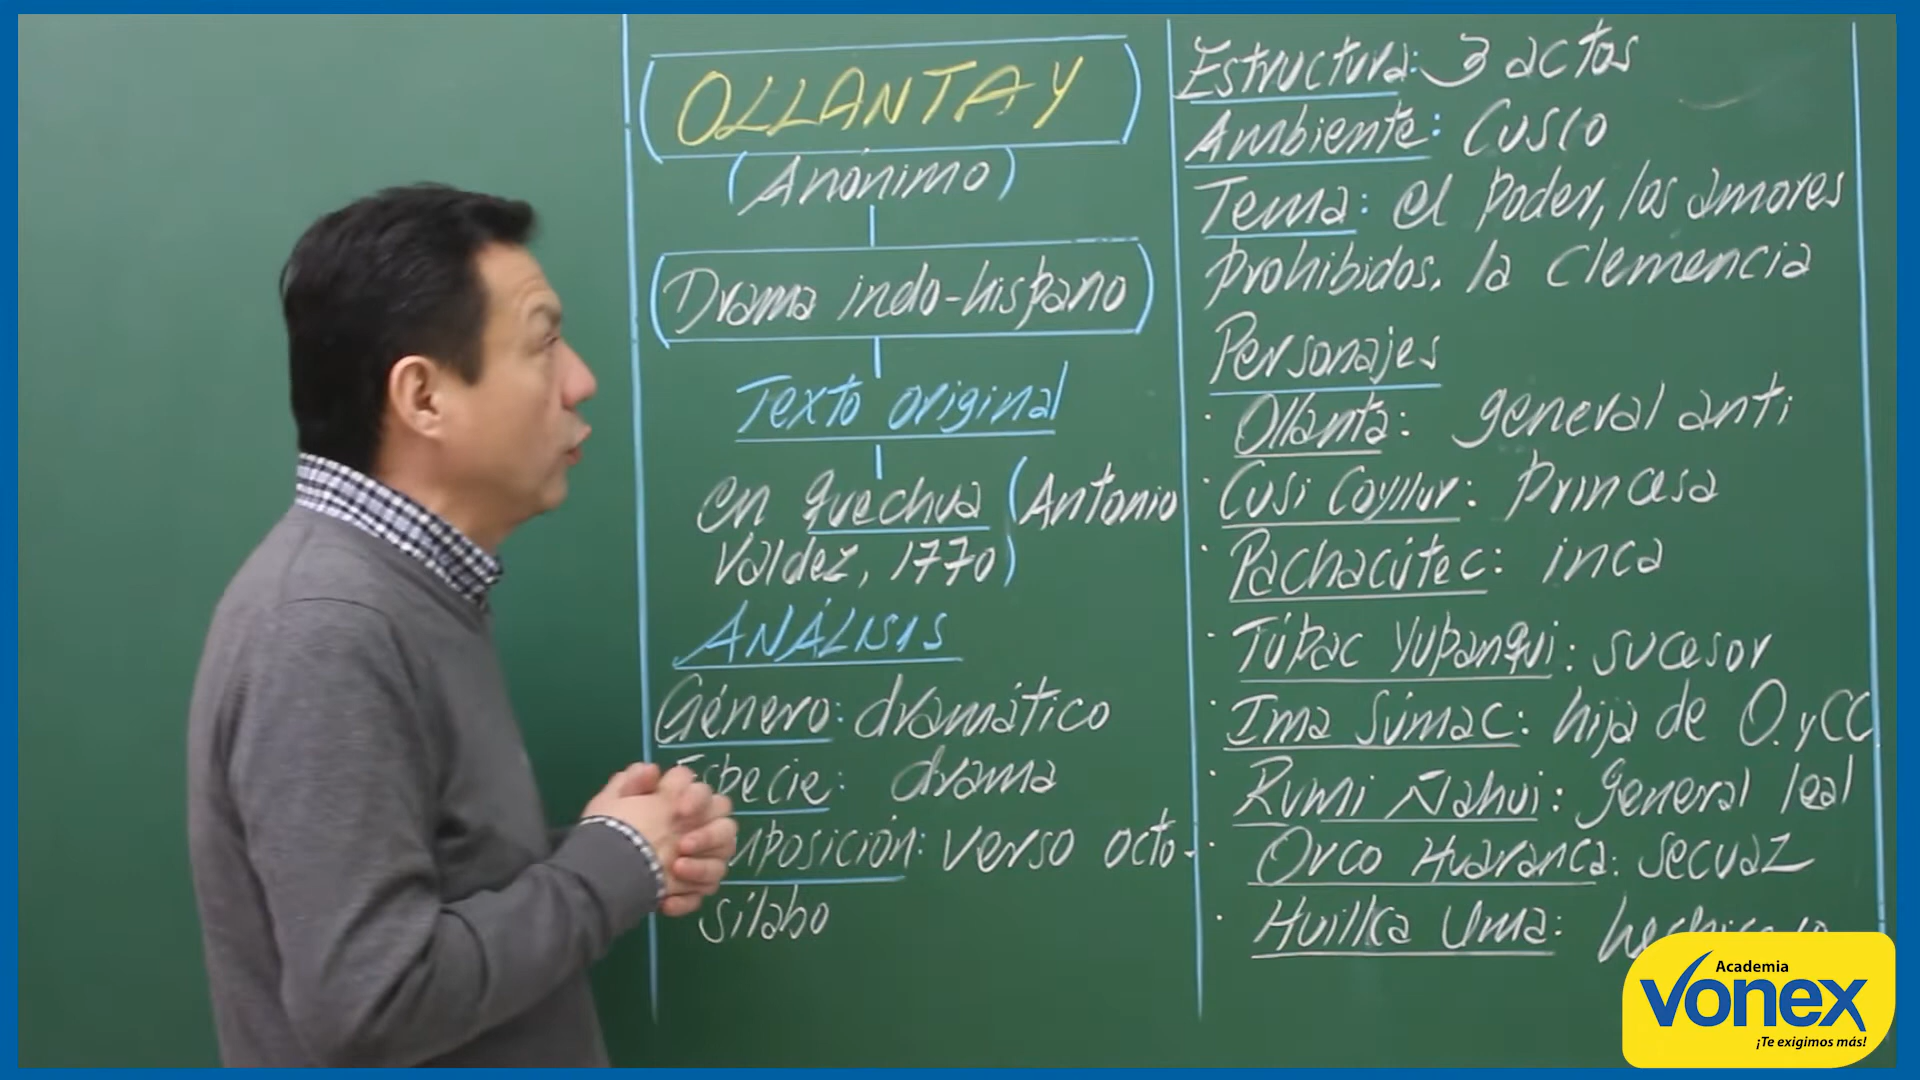 OLLANTAY
(Anónimo)
Drama indo-hispano
Texto original
en quechua (Antonio
Valdez, 1770)
ANÁLISIS
Género: dramático
Especie: drama
mposición: verso octo-
sílabo
Estructura: 3 actos
Ambiente: Cusco
Tema: el poder, los amores
prohibidos, la clemencia
Personajes
· Ollanta: general anti
· Cusi Coyllur: princesa
· Pachacútec: inca
· Túpac Yupanqui: sucesor
· Ima Súmac: hija de O. y CC
· Rumi Ñahui: general leal
· Orco Huaranca: secuaz
· Huillka Uma:
Academia
vonex
¡Te exigimos más!